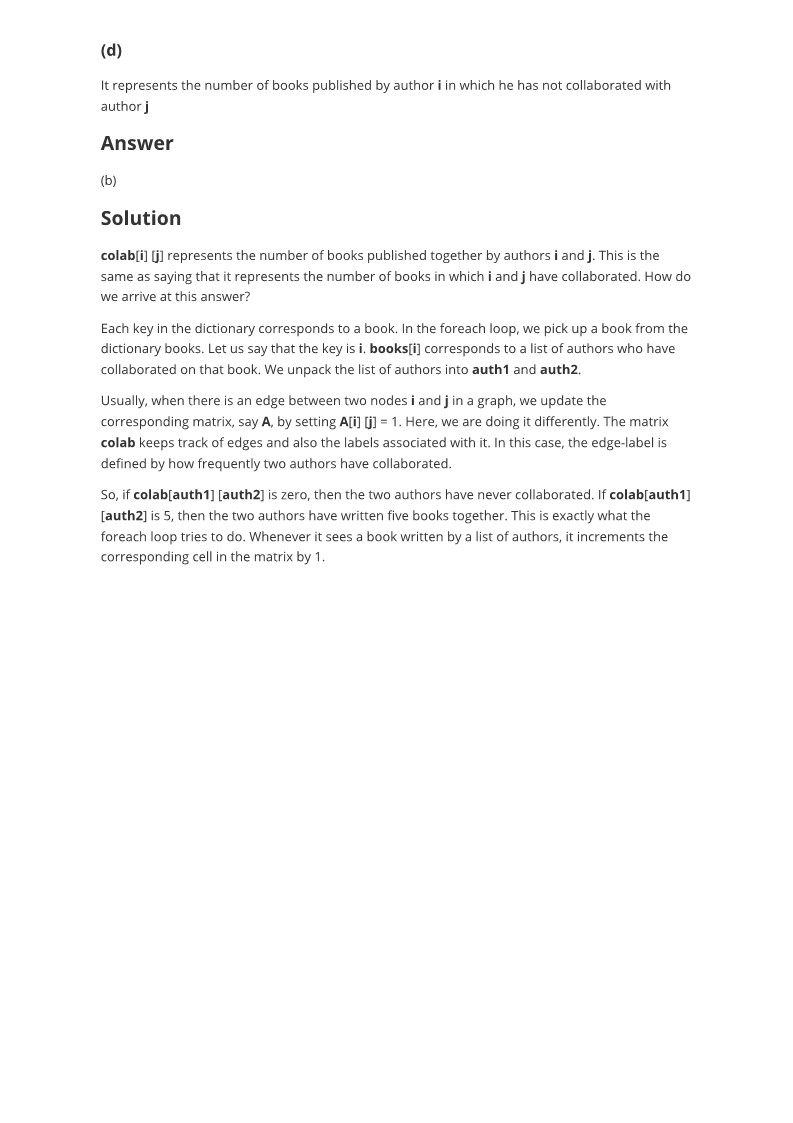 (d)
It represents the number of books published by author i in which he has not collaborated with
author j
Answer
(b)
Solution
colab[i] [j] represents the number of books published together by authors i and j. This is the
same as saying that it represents the number of books in which i and j have collaborated. How do
we arrive at this answer?
Each key in the dictionary corresponds to a book. In the foreach loop, we pick up a book from the
dictionary books. Let us say that the key is i. books[i] corresponds to a list of authors who have
collaborated on that book. We unpack the list of authors into auth1 and auth2.
Usually, when there is an edge between two nodes i and j in a graph, we update the
corresponding matrix, say A, by setting A[i] [j] = 1. Here, we are doing it differently. The matrix
colab keeps track of edges and also the labels associated with it. In this case, the edge-label is
defined by how frequently two authors have collaborated.
So, if colab[auth1] [auth2] is zero, then the two authors have never collaborated. If colab[auth1]
[auth2] is 5, then the two authors have written five books together. This is exactly what the
foreach loop tries to do. Whenever it sees a book written by a list of authors, it increments the
corresponding cell in the matrix by 1.